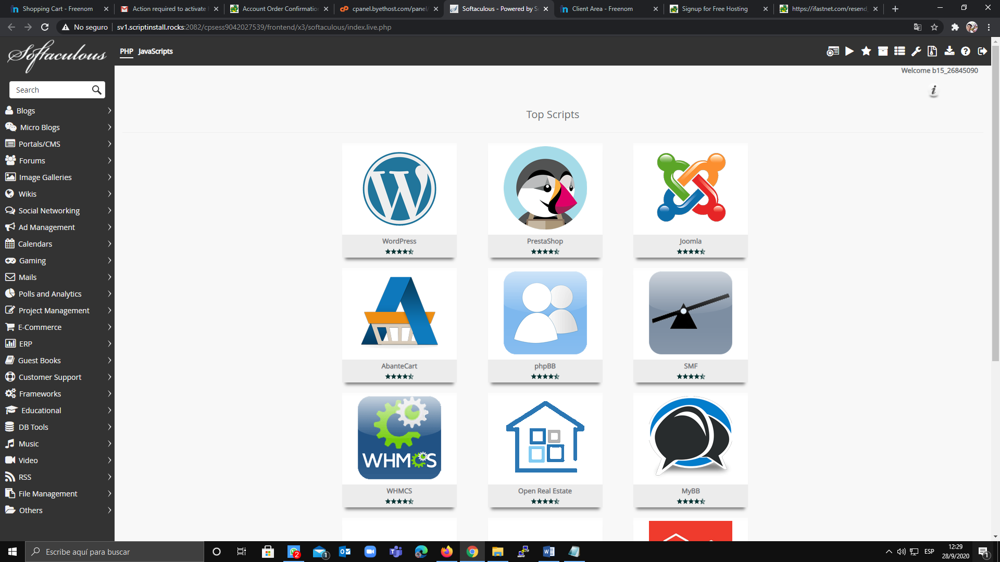 Shopping Cart - Freenom
Action required to activate
Account Order Confirmation
cpanel.byethost.com/panel/
Softaculous - Powered by S
Client Area - Freenom
Signup for Free Hosting
https://ifastnet.com/resend
No seguro
sv1.scriptinstall.rocks:2082/cpsess9042027539/frontend/x3/softaculous/index.live.php
Softaculous
PHP
JavaScripts
Welcome b15_26845090
Search
Blogs
Micro Blogs
Portals/CMS
Forums
Image Galleries
Wikis
Social Networking
Ad Management
Calendars
Gaming
Mails
Polls and Analytics
Project Management
E-Commerce
ERP
Guest Books
Customer Support
Frameworks
Educational
DB Tools
Music
Video
RSS
File Management
Others
Top Scripts
WordPress
PrestaShop
Joomla
AbanteCart
phpBB
SMF
WHMCS
WHMCS
Open Real Estate
MyBB
Escribe aquí para buscar
2
1
ESP
12:29
28/9/2020
1